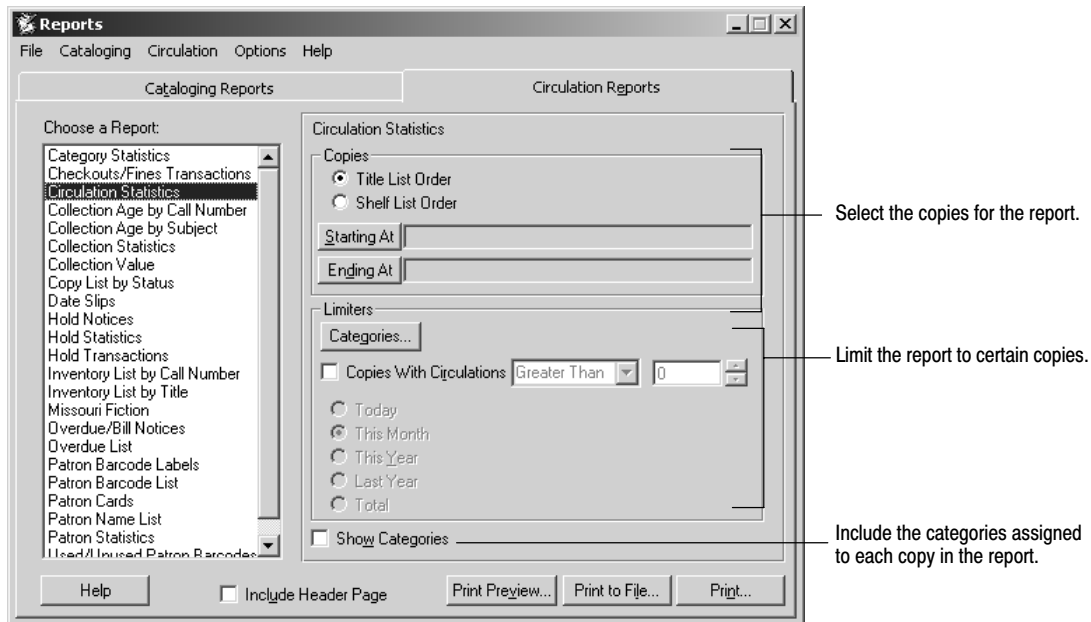 Reports
File Cataloging Circulation Options Help
Cataloging Reports
Circulation Reports
Choose a Report:
Category Statistics
Checkouts/Fines Transactions
Circulation Statistics
Collection Age by Call Number
Collection Age by Subject
Collection Statistics
Collection Value
Copy List by Status
Date Slips
Hold Notices
Hold Statistics
Hold Transactions
Inventory List by Call Number
Inventory List by Title
Missouri Fiction
Overdue/Bill Notices
Overdue List
Patron Barcode Labels
Patron Barcode List
Patron Cards
Patron Name List
Patron Statistics
Used/Unused Patron Barcodes
Circulation Statistics
Copies
Title List Order
Shelf List Order
Starting At
Ending At
Limiters
Categories...
Copies With Circulations Greater Than 0
Today
This Month
This Year
Last Year
Total
Show Categories
Help
Include Header Page
Print Preview...
Print to File...
Print...
Select the copies for the report.
Limit the report to certain copies.
Include the categories assigned
to each copy in the report.